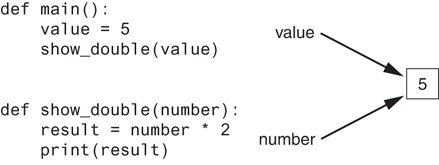 def main():
    value = 5
    show_double(value)
value
5
def show_double(number):
    result = number * 2
    print(result)
number